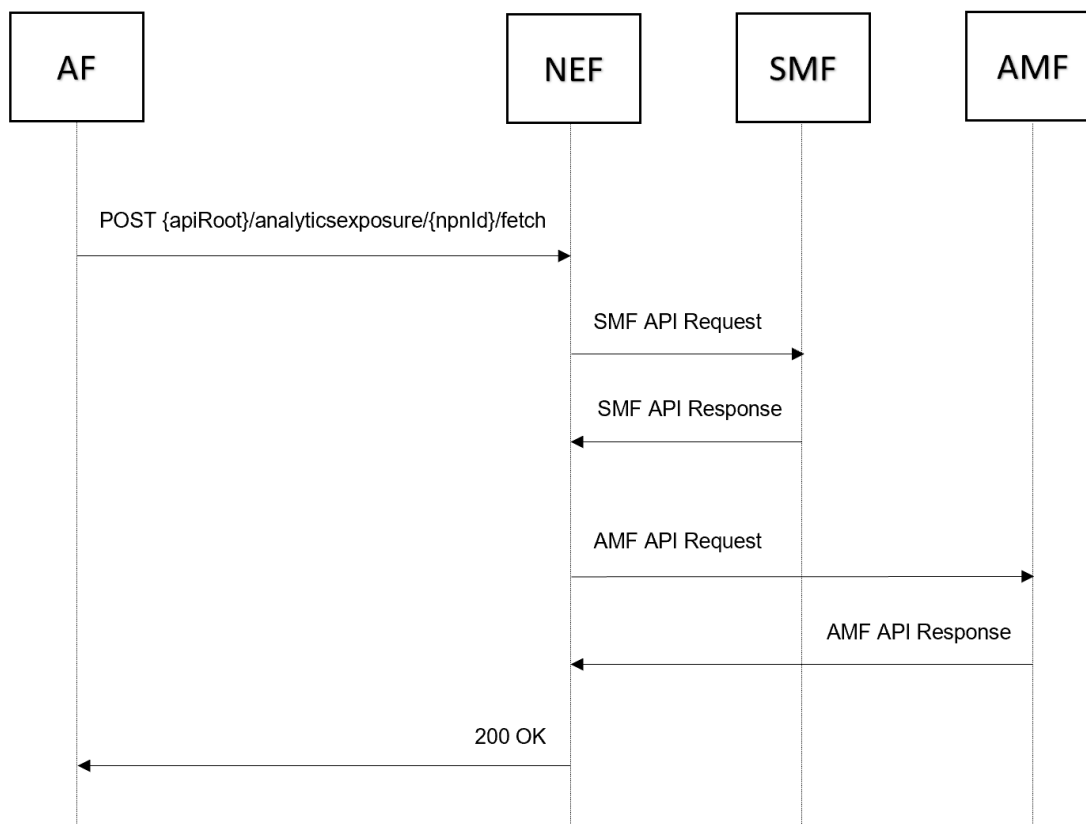 AF
NEF
SMF
AMF
POST {apiRoot}/analyticsexposure/{npnId}/fetch
SMF API Request
SMF API Response
AMF API Request
AMF API Response
200 OK